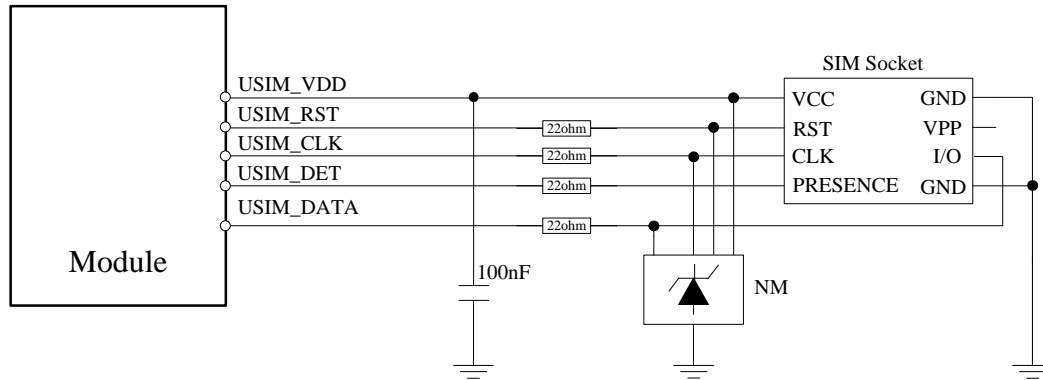 SIM Socket
USIM_VDD
VCC
GND
USIM_RST
22ohm
RST
VPP
USIM_CLK
22ohm
CLK
I/O
USIM_DET
22ohm
PRESENCE
GND
USIM_DATA
22ohm
Module
100nF
NM